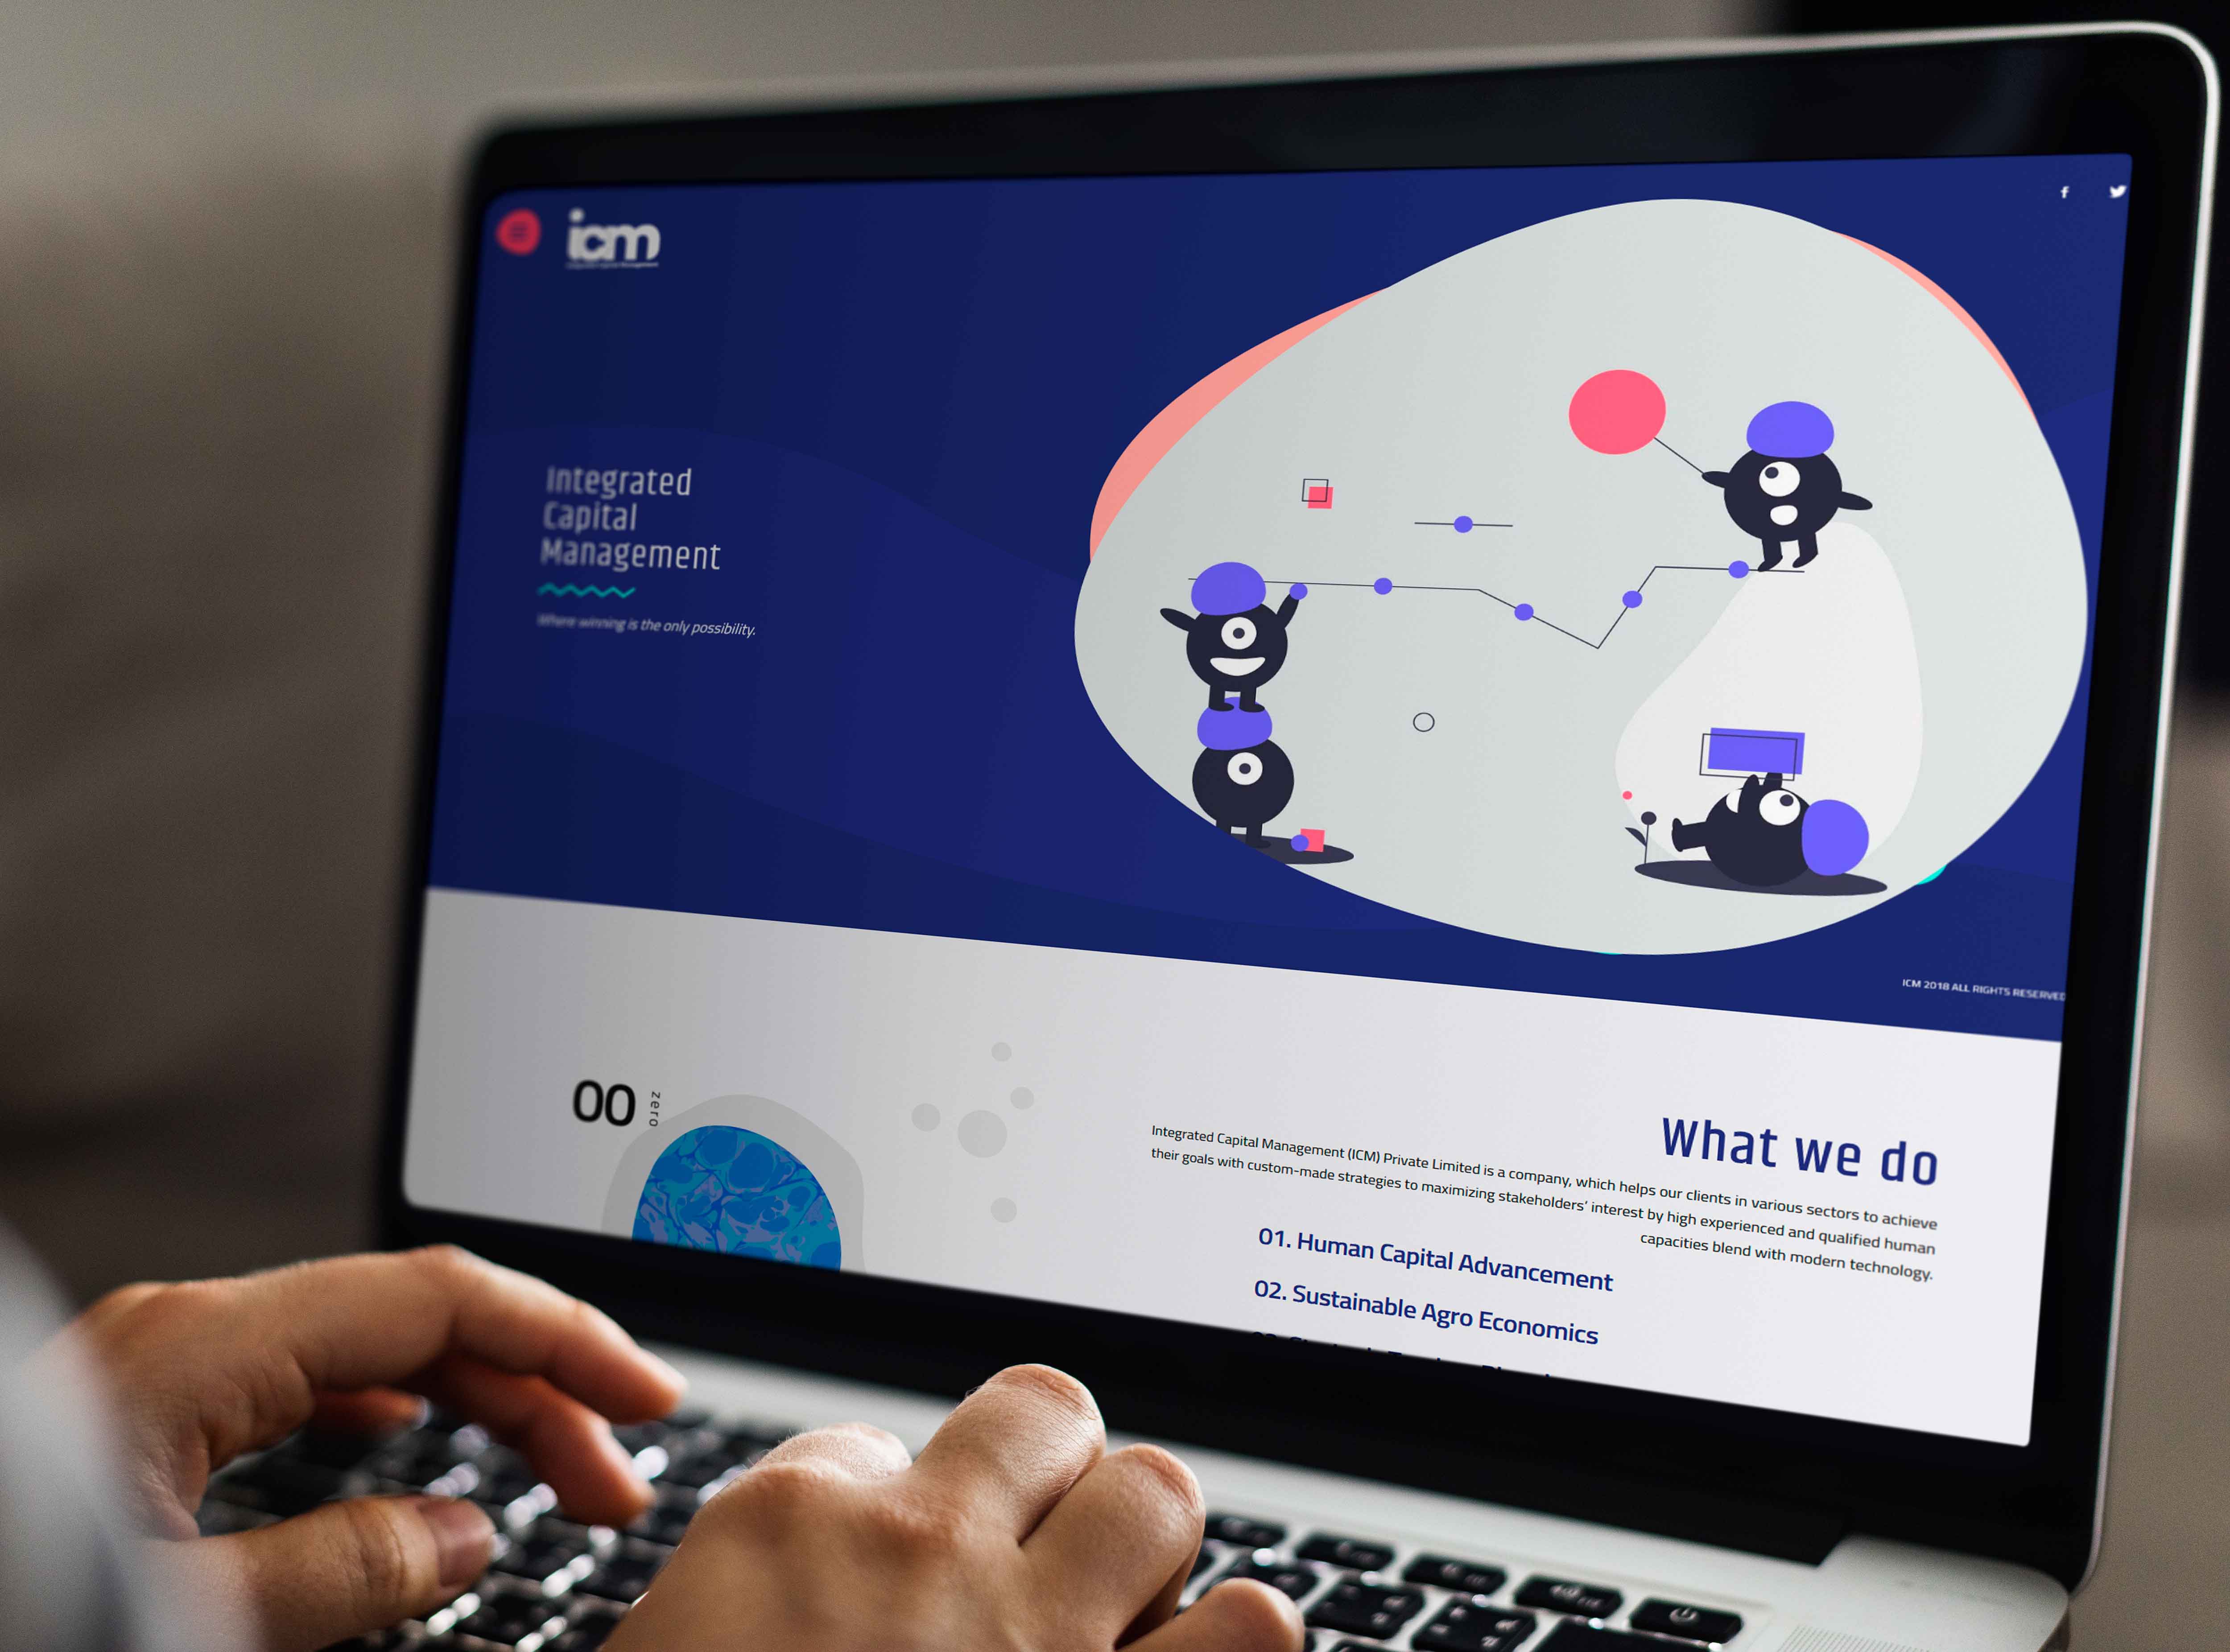 icm
Integrated
Capital
Management
Where winning is the only possibility.
ICM 2018 ALL RIGHTS RESERVED
00
zero
What we do
Integrated Capital Management (ICM) Private Limited is a company, which helps our clients in various sectors to achieve
their goals with custom-made strategies to maximizing stakeholders' interest by high experienced and qualified human
capacities blend with modern technology.
01. Human Capital Advancement
02. Sustainable Agro Economics